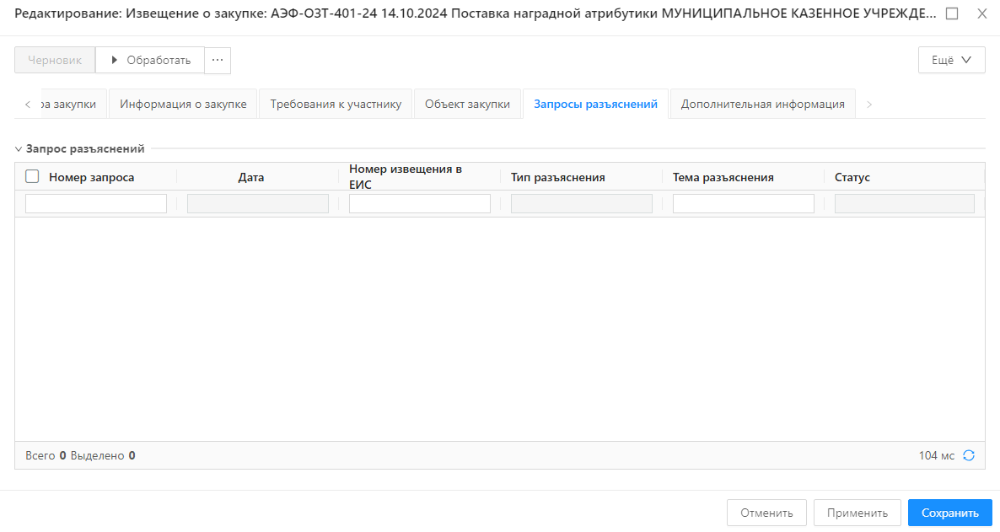 Редактирование: Извещение о закупке: АЭФ-ОЗТ-401-24 14.10.2024 Поставка наградной атрибутики МУНИЦИПАЛЬНОЕ КАЗЕННОЕ УЧРЕЖДЕ...
Черновик Обработать ... Ещё
ра закупки Информация о закупке Требования к участнику Объект закупки Запросы разъяснений Дополнительная информация
Запрос разъяснений
Номер запроса Дата Номер извещения в ЕИС Тип разъяснения Тема разъяснения Статус
Всего 0 Выделено 0 104 мс
Отменить Применить Сохранить